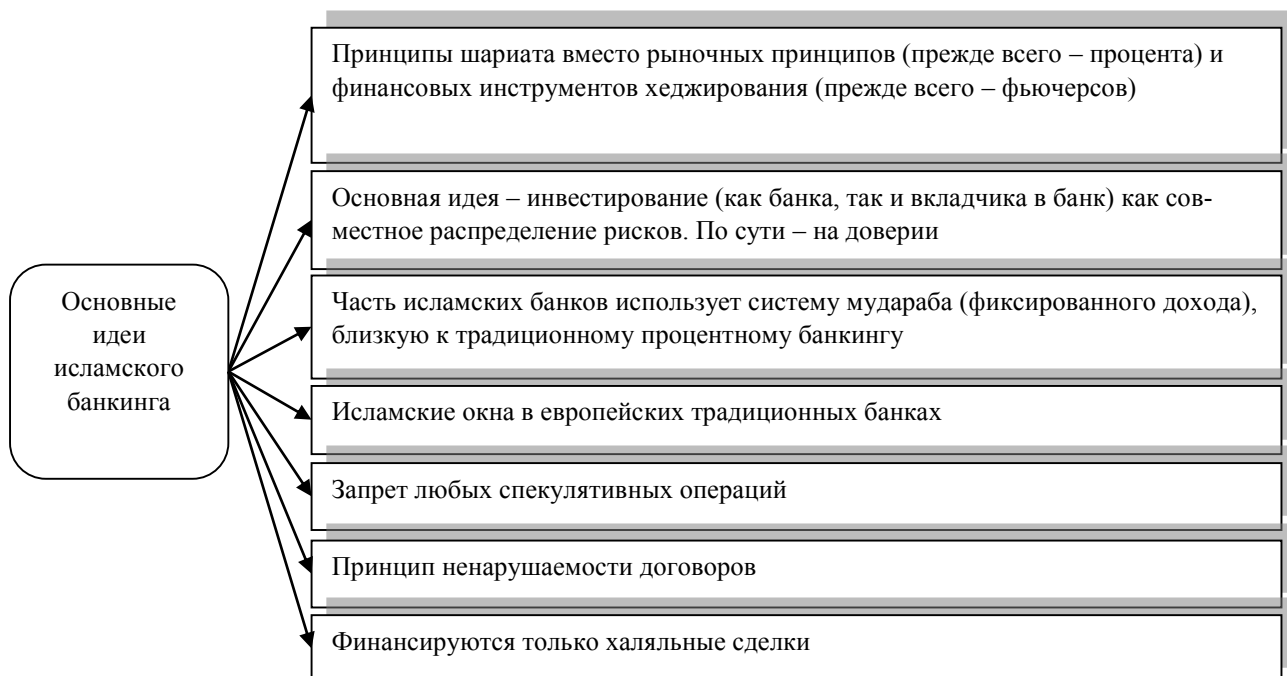 Основные
идеи
исламского
банкинга
Принципы шариата вместо рыночных принципов (прежде всего – процента) и
финансовых инструментов хеджирования (прежде всего – фьючерсов)
Основная идея – инвестирование (как банка, так и вкладчика в банк) как сов-
местное распределение рисков. По сути – на доверии
Часть исламских банков использует систему мудараба (фиксированного дохода),
близкую к традиционному процентному банкингу
Исламские окна в европейских традиционных банках
Запрет любых спекулятивных операций
Принцип ненарушаемости договоров
Финансируются только халяльные сделки